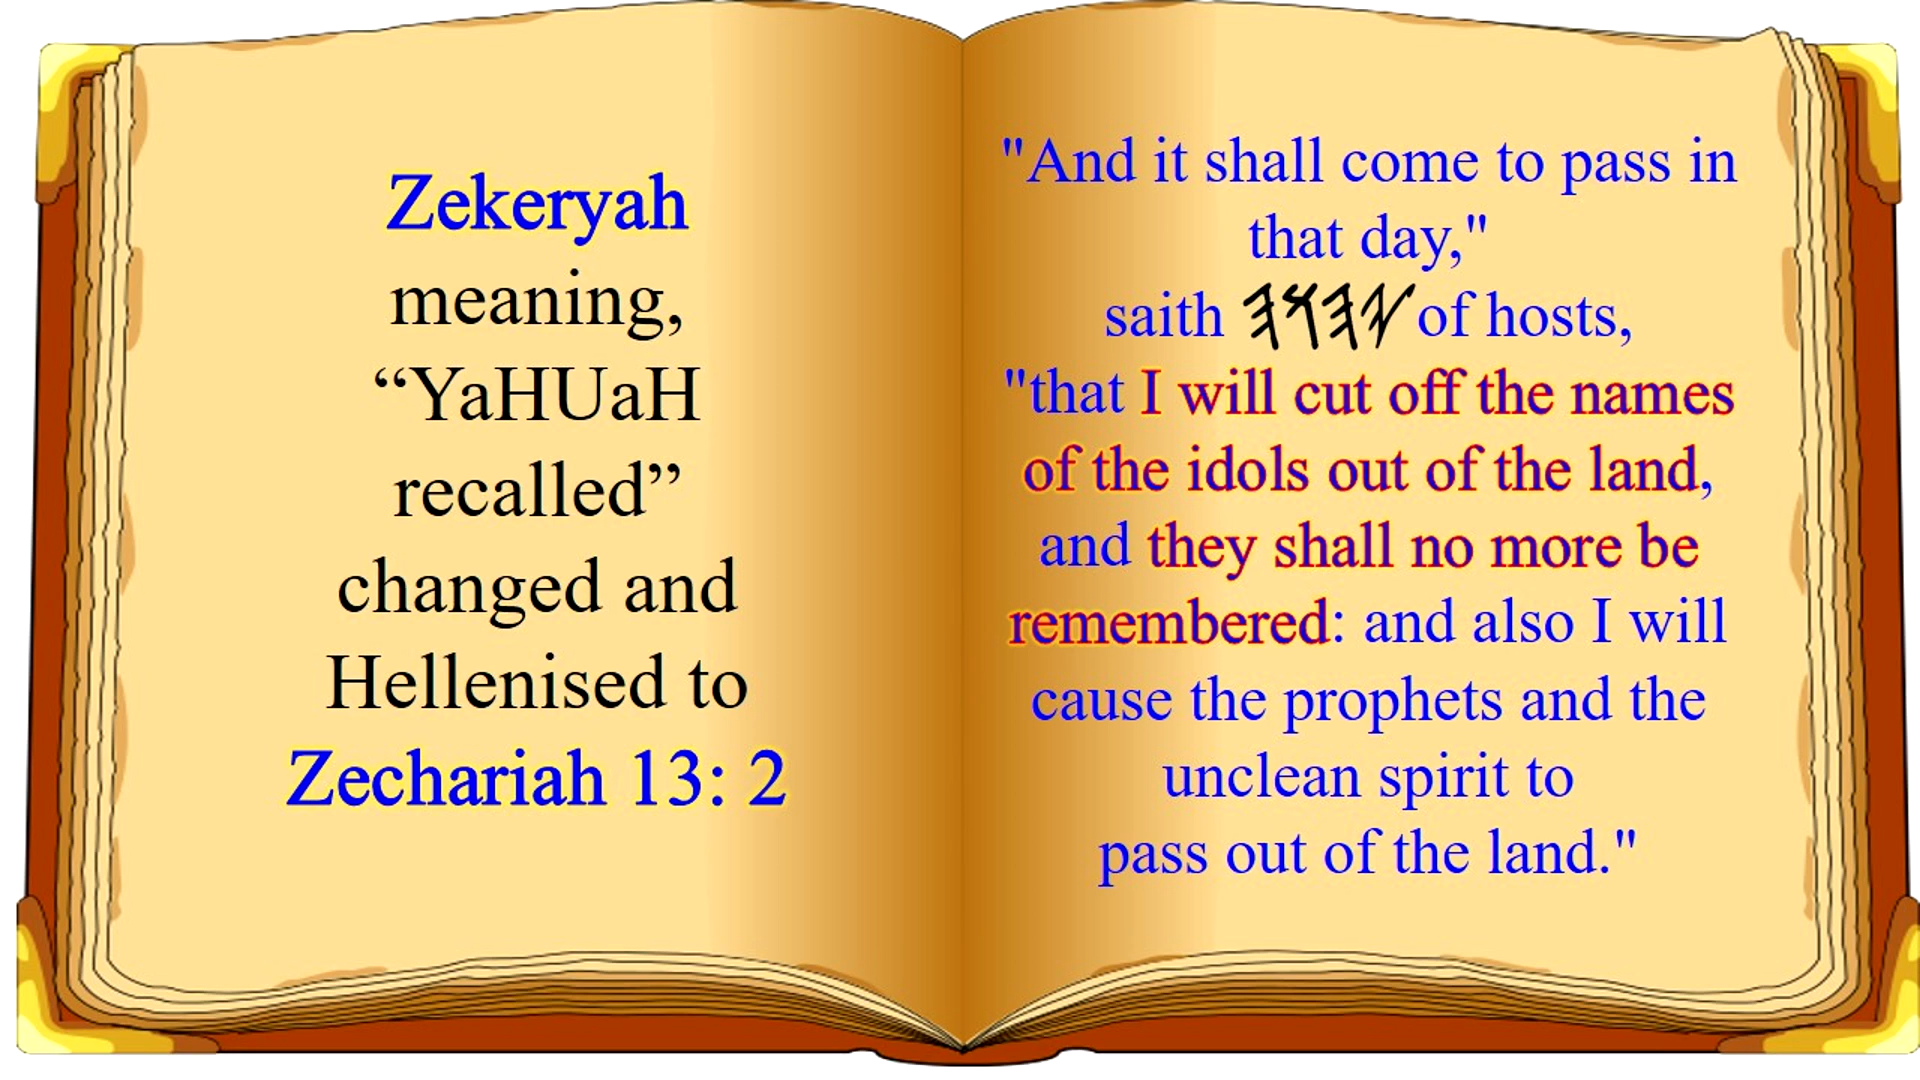 Zekeryah
meaning,
“YaHUaH
recalled”
changed and
Hellenised to
Zechariah 13: 2
"And it shall come to pass in
that day,"
saith 𐤉𐤄𐤅𐤄 of hosts,
"that I will cut off the names
of the idols out of the land,
and they shall no more be
remembered: and also I will
cause the prophets and the
unclean spirit to
pass out of the land."